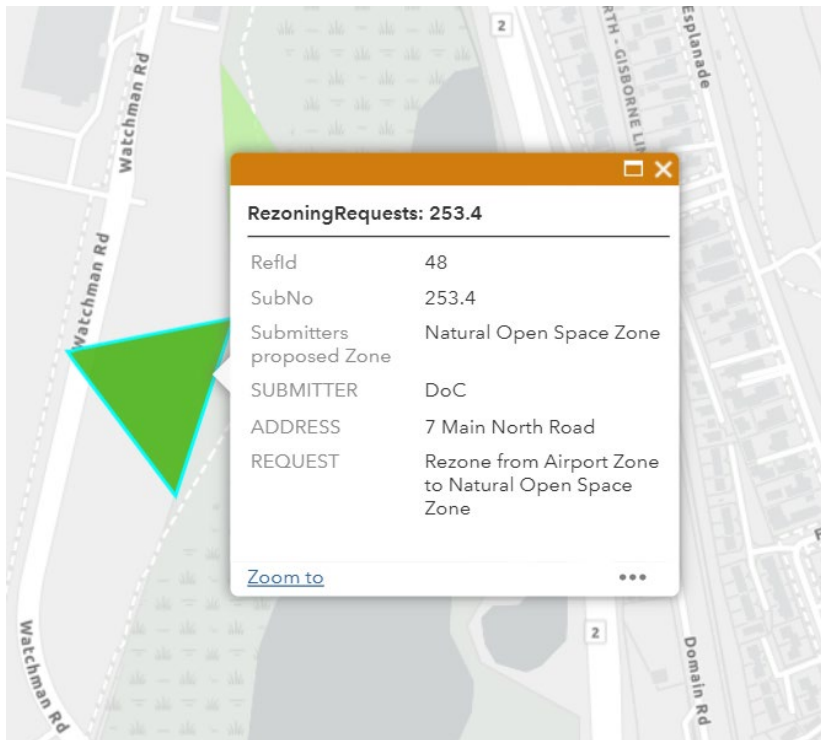 2
Esplanade
Watchman Rd
RTH - GISBORNE LIN
RezoningRequests: 253.4
RefId 48
SubNo 253.4
Submitters proposed Zone Natural Open Space Zone
SUBMITTER DoC
ADDRESS 7 Main North Road
REQUEST Rezone from Airport Zone
to Natural Open Space
Zone
Zoom to
Watchman Rd
Watchman Rd
2
Domain Rd